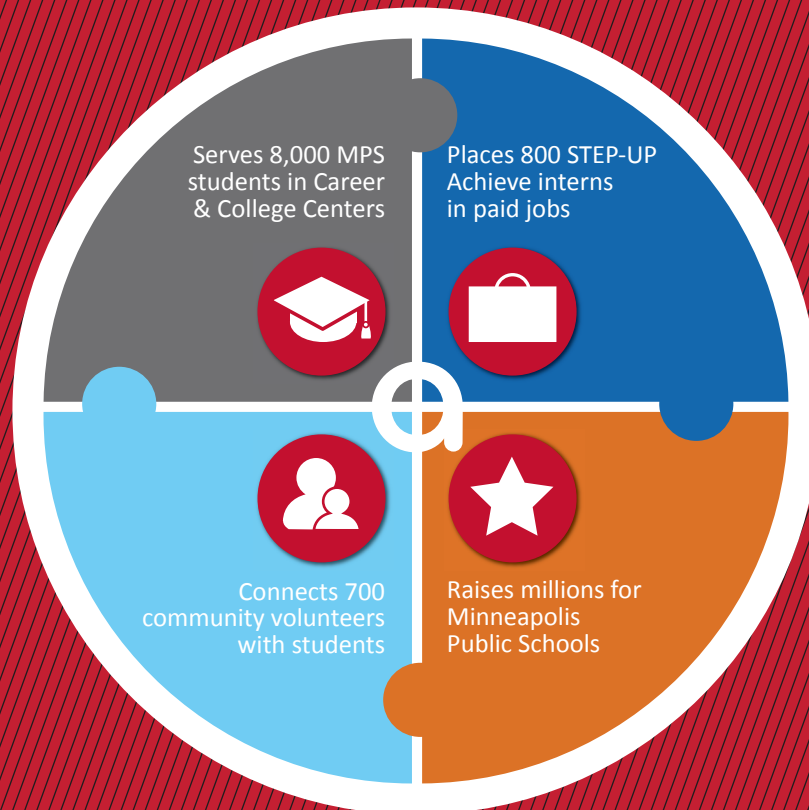 Serves 8,000 MPS
students in Career
& College Centers
Places 800 STEP-UP
Achieve interns
in paid jobs
a
Connects 700
community volunteers
with students
Raises millions for
Minneapolis
Public Schools